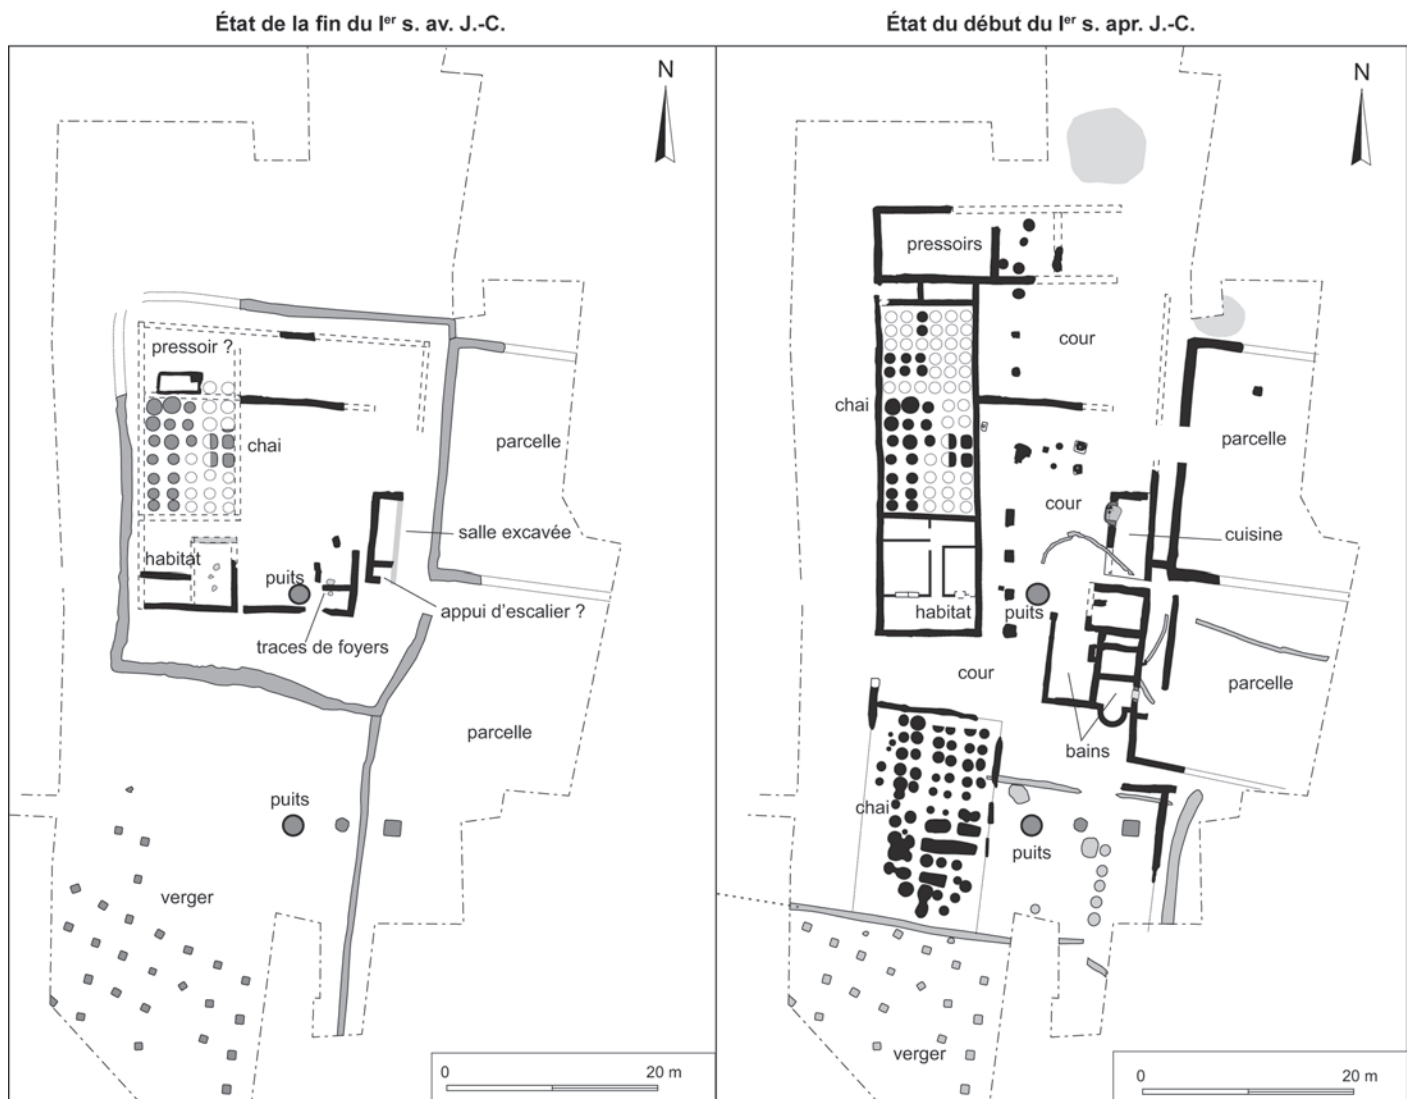 État de la fin du Ier s. av. J.-C.
N
pressoir ?
chai
parcelle
salle excavée
habitat
puits
appui d'escalier ?
traces de foyers
parcelle
puits
verger
0 20 m
État du début du Ier s. apr. J.-C.
N
pressoirs
cour
chai
parcelle
cour
cuisine
habitat
puits
cour
parcelle
bains
chai
puits
verger
0 20 m